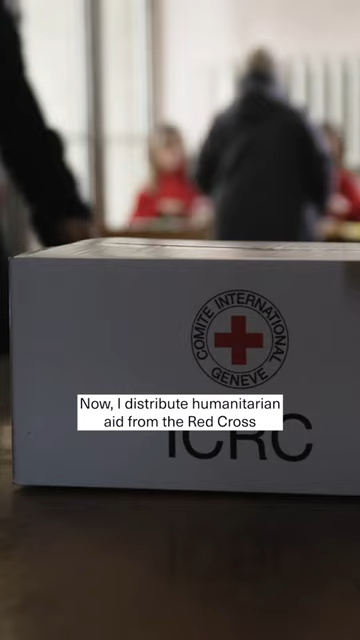 COMITE INTERNATIONAL
GENEVE
Now, I distribute humanitarian
aid from the Red Cross
ICRC